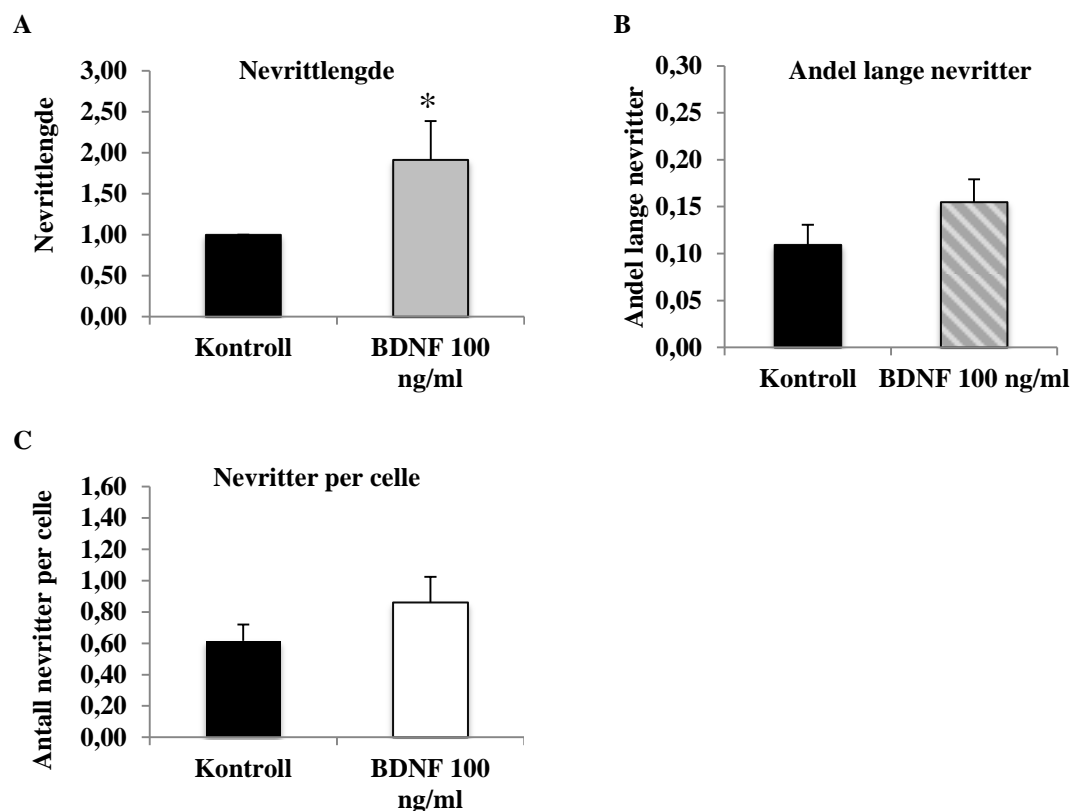 A
Nevrittlengde
Nevrittlengde
3,00
2,50
2,00
1,50
1,00
0,50
0,00
*
Kontroll
BDNF 100
ng/ml
B
Andel lange nevritter
Andel lange nevritter
0,30
0,25
0,20
0,15
0,10
0,05
0,00
Kontroll
BDNF 100 ng/ml
C
Nevritter per celle
Antall nevritter per celle
1,60
1,40
1,20
1,00
0,80
0,60
0,40
0,20
0,00
Kontroll
BDNF 100
ng/ml